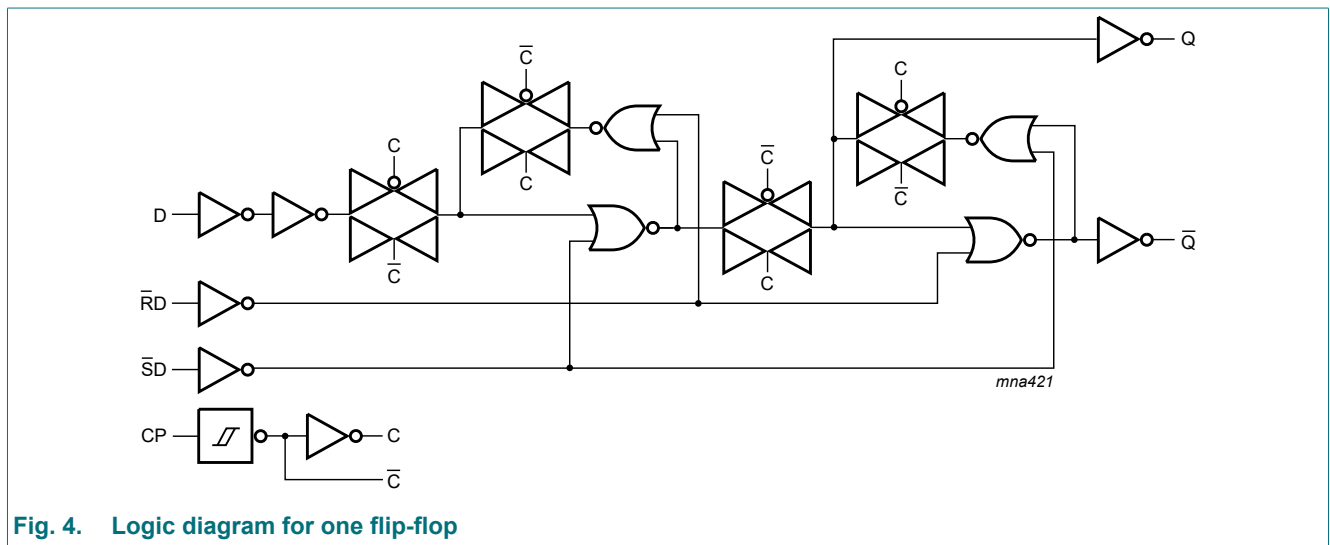 C̅
C
Q
C
C̅
C
C
C̅
D
C̅
C
Q̅
R̅D
S̅D
mna421
CP
C
C̅
Fig. 4. Logic diagram for one flip-flop